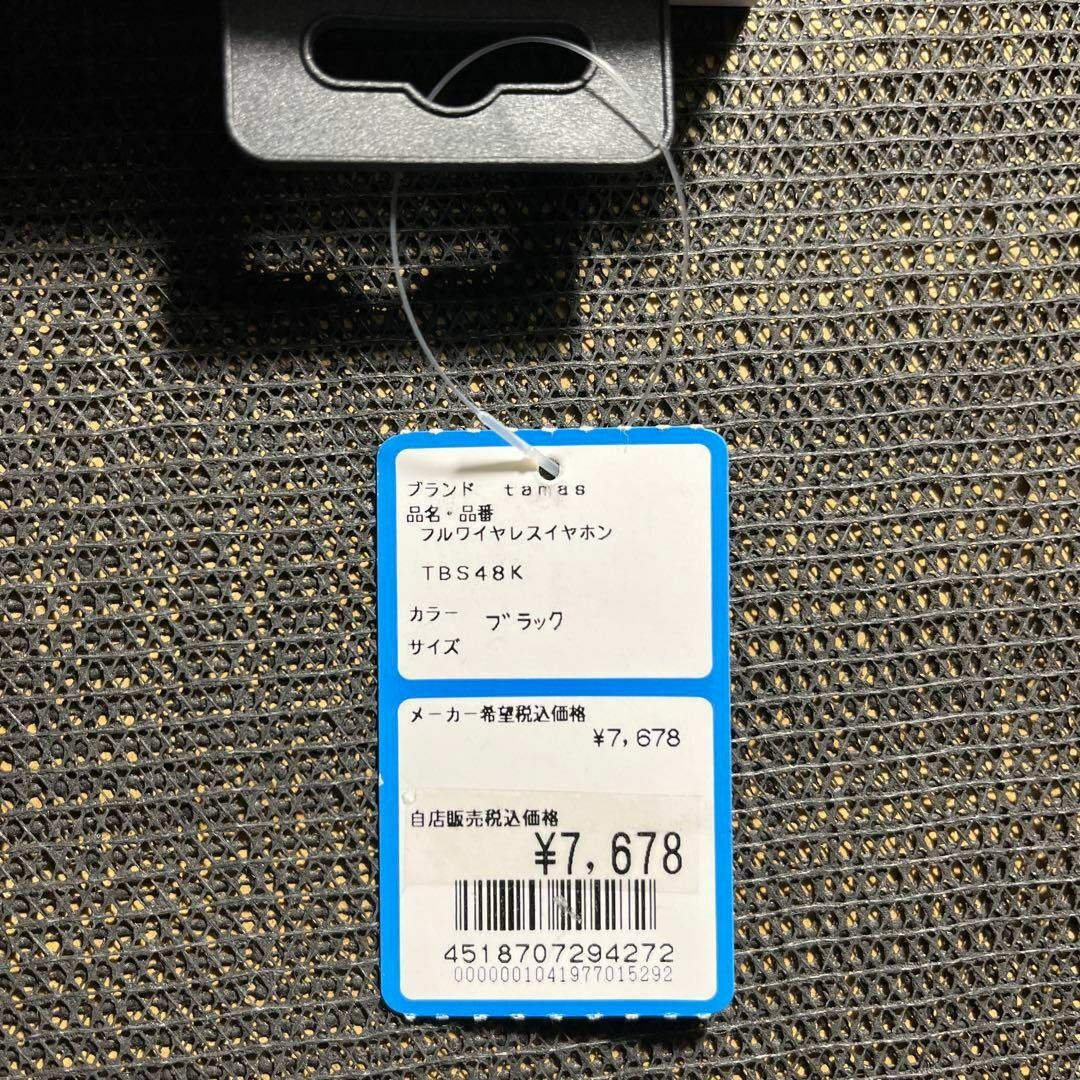 ブランド tamas
品名・品番
フルワイヤレスイヤホン
TBS48K
カラー ブラック
サイズ
メーカー希望税込価格
¥7,678
自店販売税込価格
¥7,678
4518707294272
0000001041977015292